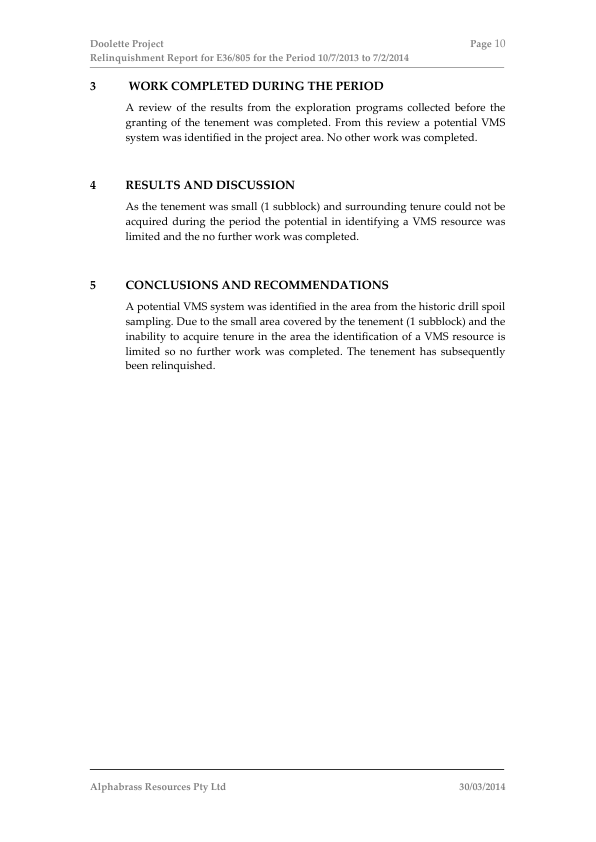 Doolette Project Page 10
Relinquishment Report for E36/805 for the Period 10/7/2013 to 7/2/2014
3 WORK COMPLETED DURING THE PERIOD
A review of the results from the exploration programs collected before the
granting of the tenement was completed. From this review a potential VMS
system was identified in the project area. No other work was completed.
4 RESULTS AND DISCUSSION
As the tenement was small (1 subblock) and surrounding tenure could not be
acquired during the period the potential in identifying a VMS resource was
limited and the no further work was completed.
5 CONCLUSIONS AND RECOMMENDATIONS
A potential VMS system was identified in the area from the historic drill spoil
sampling. Due to the small area covered by the tenement (1 subblock) and the
inability to acquire tenure in the area the identification of a VMS resource is
limited so no further work was completed. The tenement has subsequently
been relinquished.
Alphabrass Resources Pty Ltd 30/03/2014